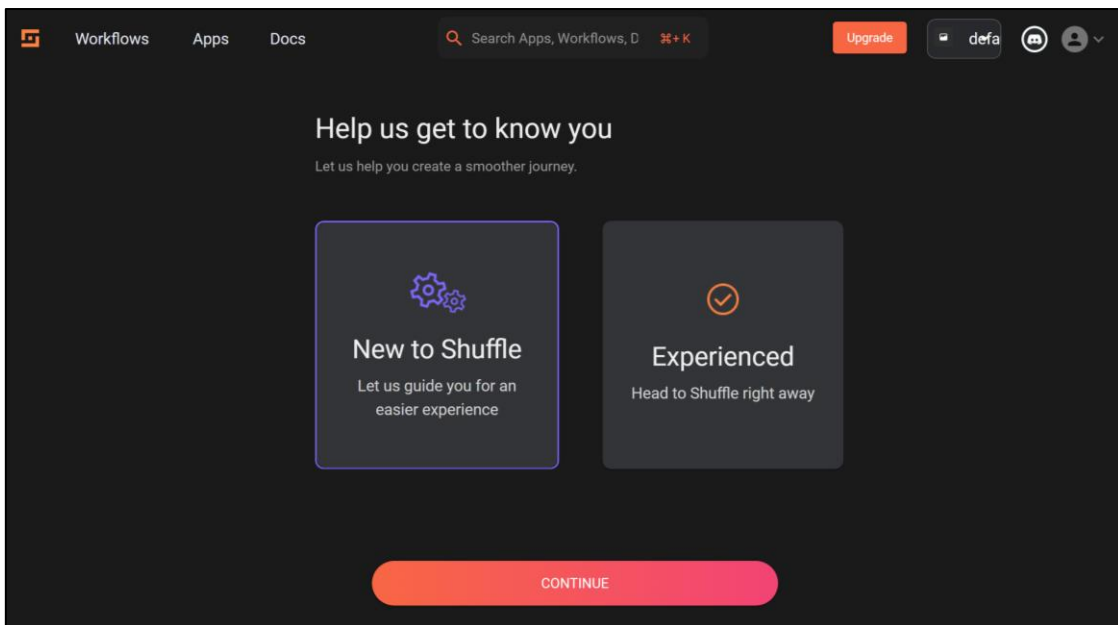 Workflows Apps Docs Search Apps, Workflows, D ⌘+ K Upgrade defa
Help us get to know you
Let us help you create a smoother journey.
New to Shuffle
Let us guide you for an
easier experience
Experienced
Head to Shuffle right away
CONTINUE